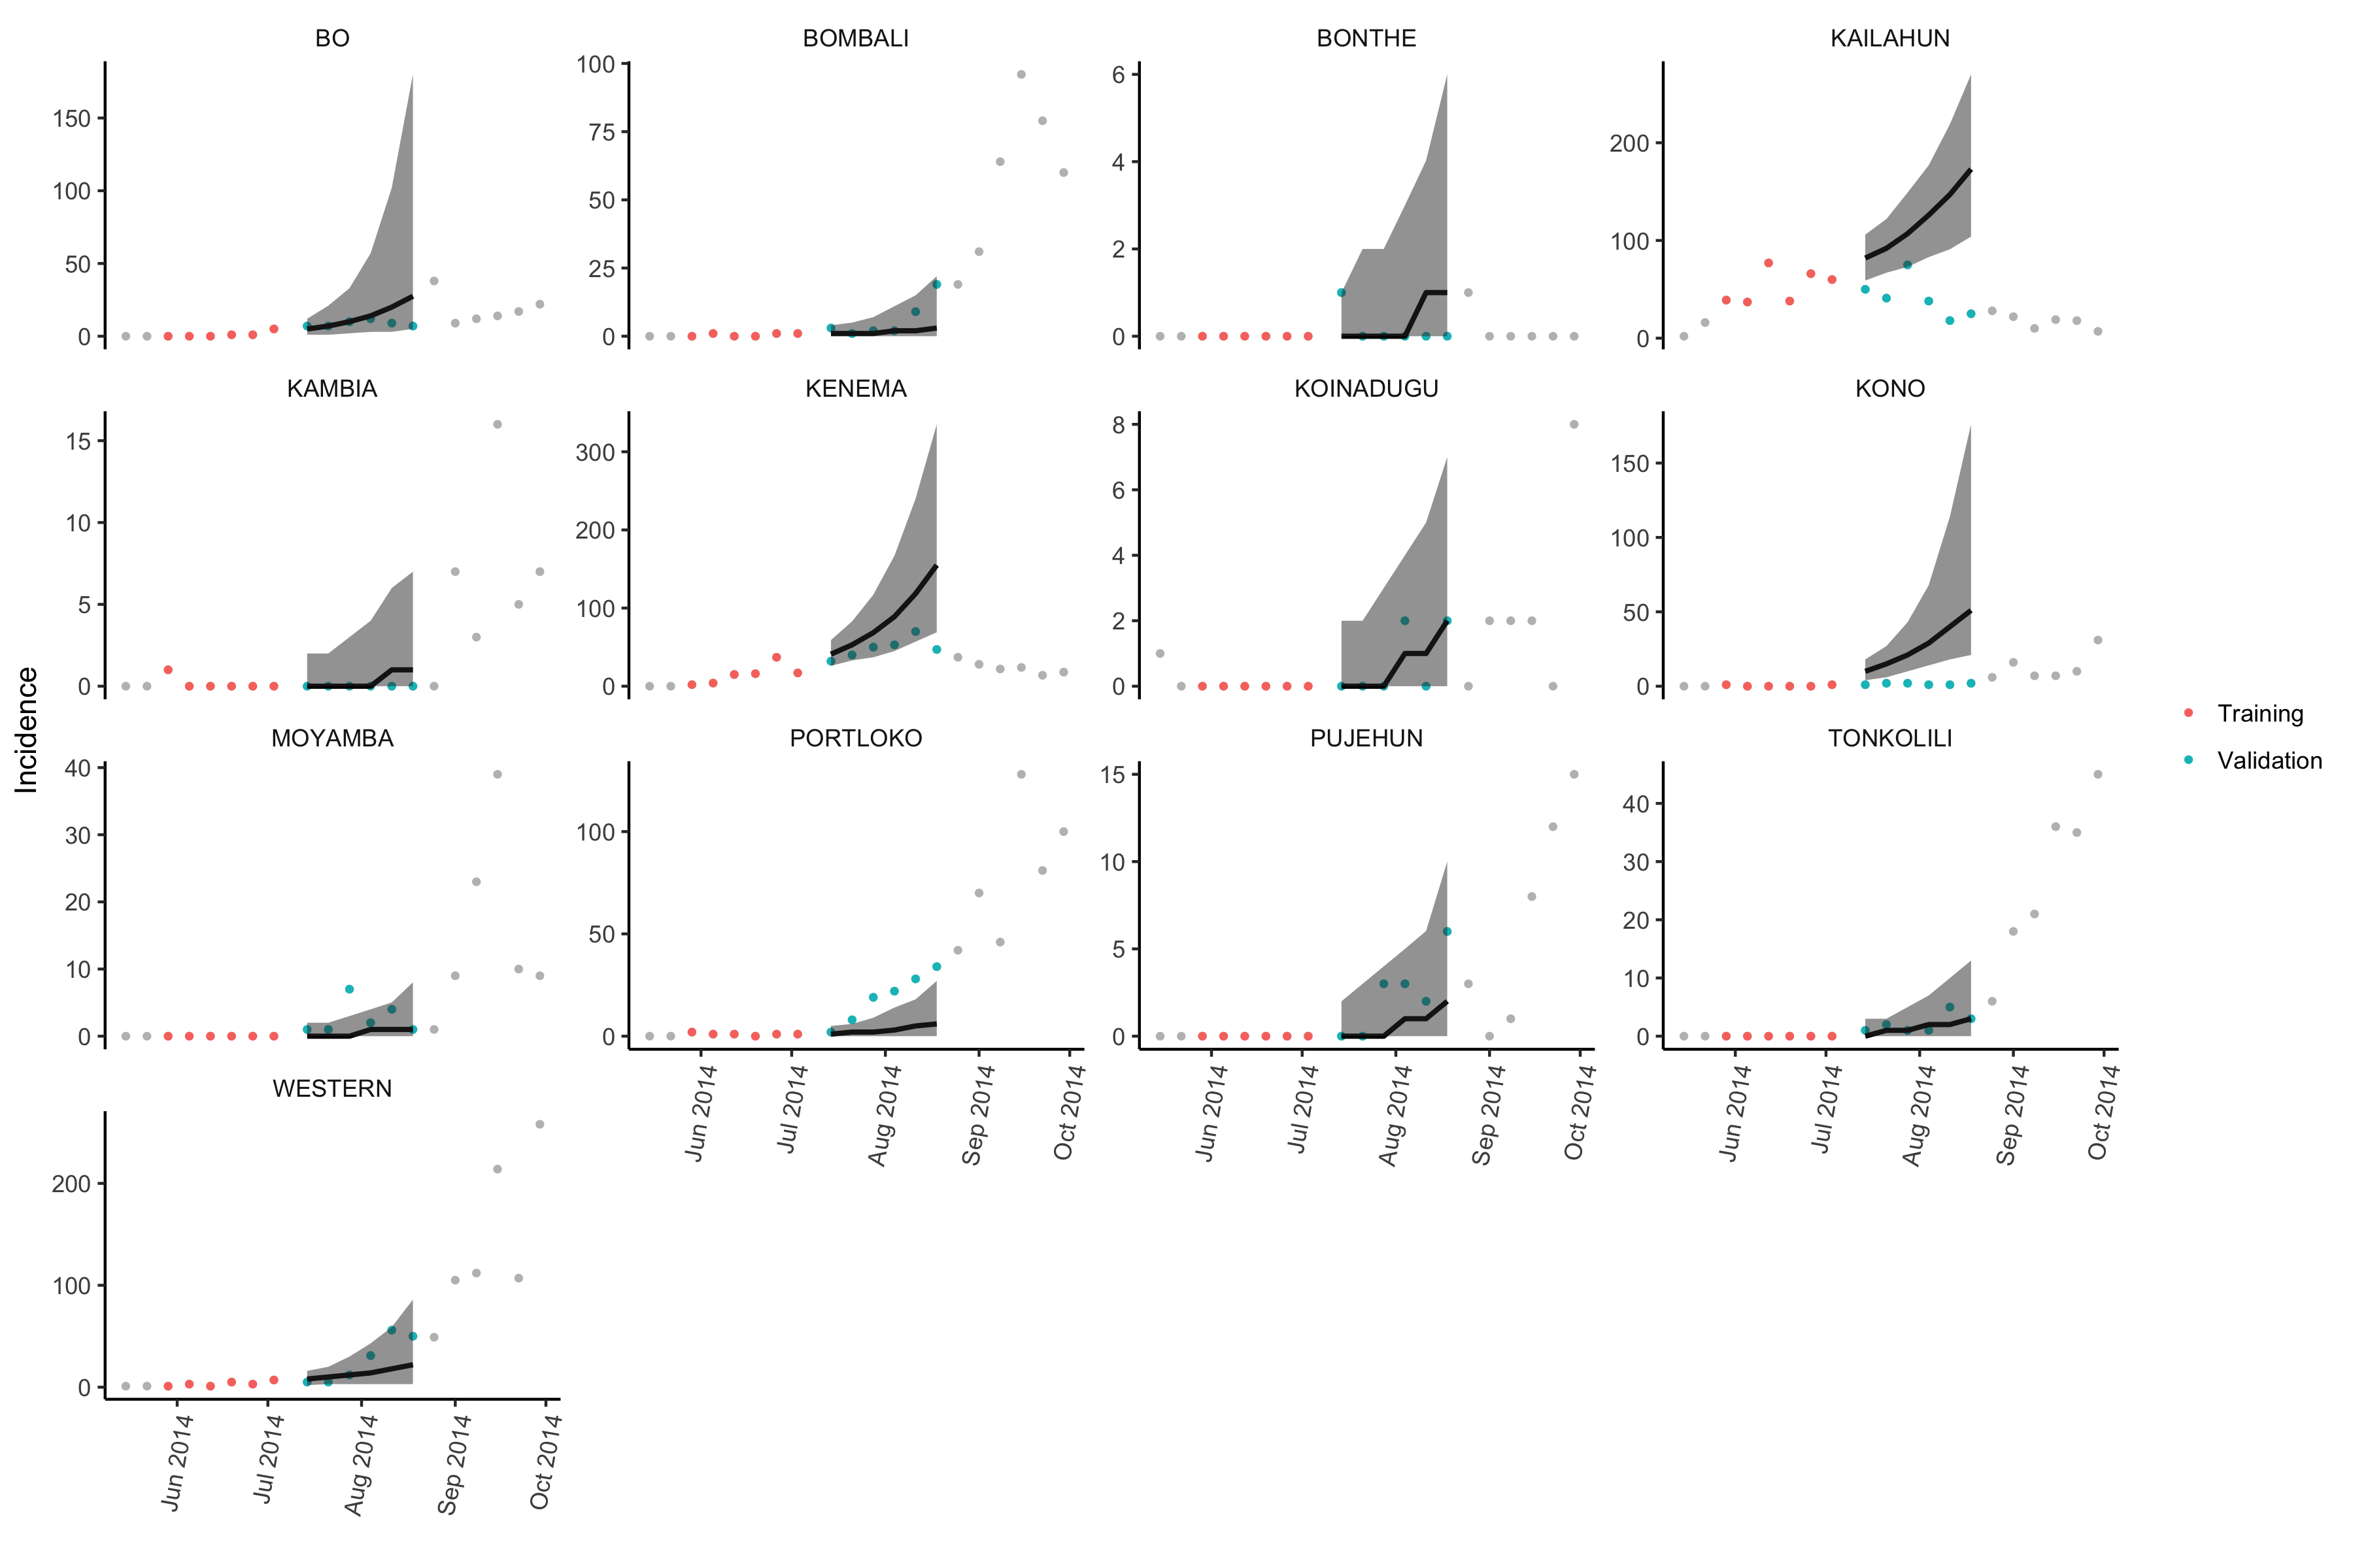 BO
BOMBALI
BONTHE
KAILAHUN
150
100
50
0
100
75
50
25
0
6
4
2
0
200
100
0
KAMBIA
KENEMA
KOINADUGU
KONO
15
10
5
0
300
200
100
0
8
6
4
2
0
150
100
50
0
Incidence
Training
Validation
MOYAMBA
PORTLOKO
PUJEHUN
TONKOLILI
40
30
20
10
0
100
50
0
15
10
5
0
40
30
20
10
0
Jun 2014
Jul 2014
Aug 2014
Sep 2014
Oct 2014
Jun 2014
Jul 2014
Aug 2014
Sep 2014
Oct 2014
Jun 2014
Jul 2014
Aug 2014
Sep 2014
Oct 2014
WESTERN
200
100
0
Jun 2014
Jul 2014
Aug 2014
Sep 2014
Oct 2014